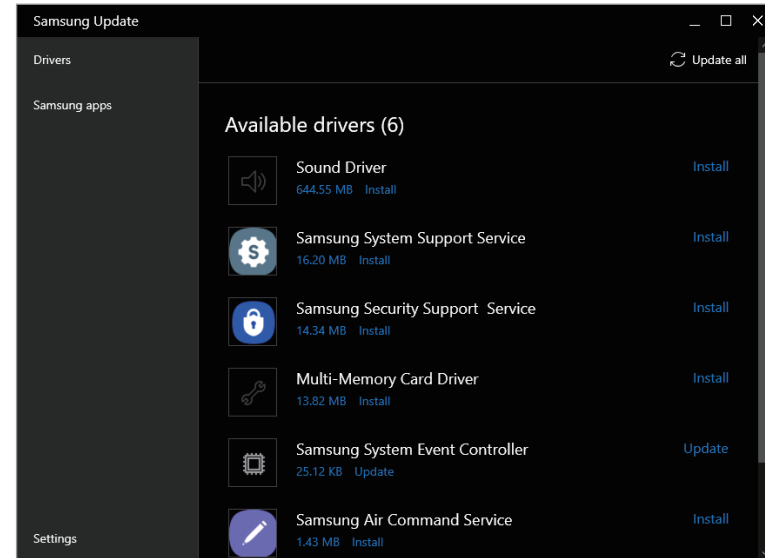 Samsung Update
Drivers
Update all
Samsung apps
Available drivers (6)
Sound Driver
Install
644.55 MB Install
Samsung System Support Service
Install
16.20 MB Install
Samsung Security Support Service
Install
14.34 MB Install
Multi-Memory Card Driver
Install
13.82 MB Install
Samsung System Event Controller
Update
25.12 KB Update
Samsung Air Command Service
Install
1.43 MB Install
Settings